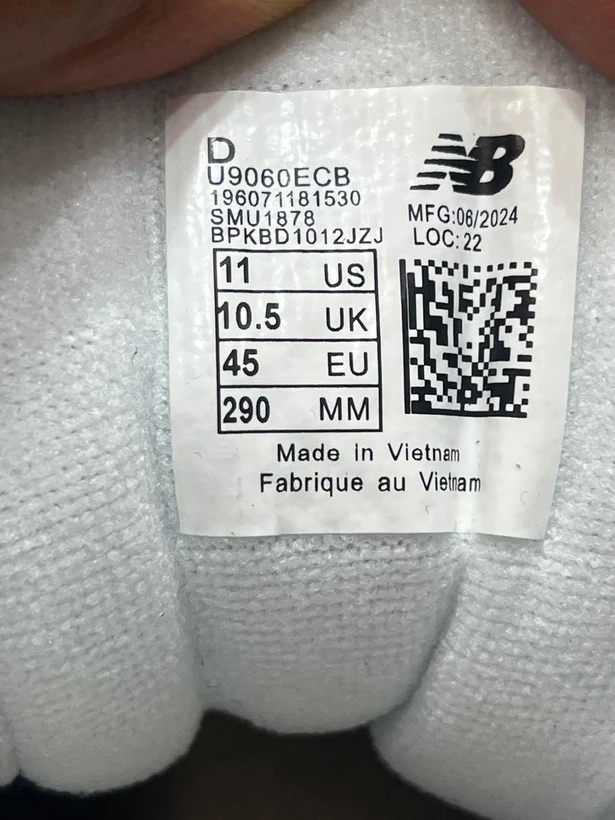 D
U9060ECB
196071181530
SMU1878
BPKBD1012JZJ
NB
MFG:06/2024
LOC:22
11 US
10.5 UK
45 EU
290 MM
Made in Vietnam
Fabrique au Vietnam